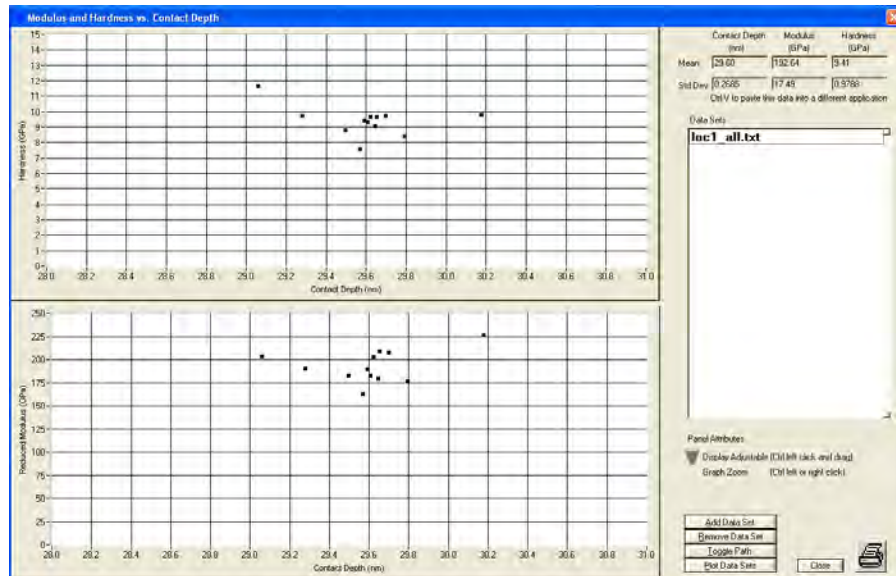 Modulus and Hardness vs. Contact Depth
15
14
13
12
11
10
9
8
7
6
5
4
3
2
1
0
Hardness (GPa)
28.0 28.2 28.4 28.6 28.8 29.0 29.2 29.4 29.6 29.8 30.0 30.2 30.4 30.6 30.8 31.0
Contact Depth (nm)
250
225
200
175
150
125
100
75
50
25
0
Reduced Modulus (GPa)
28.0 28.2 28.4 28.6 28.8 29.0 29.2 29.4 29.6 29.8 30.0 30.2 30.4 30.6 30.8 31.0
Contact Depth (nm)
Contact Depth Modulus Hardness
(nm) (GPa) (GPa)
Mean 29.60 192.64 9.41
Std Dev 0.2685 17.49 0.9788
Ctrl-V to paste this data into a different application
Data Sets
loc1_all.txt
Panel Attributes
Display Adjustable (Ctrl left click and drag)
Graph Zoom (Ctrl left or right click)
Add Data Set
Remove Data Set
Toggle Path
Plot Data Sets
Close